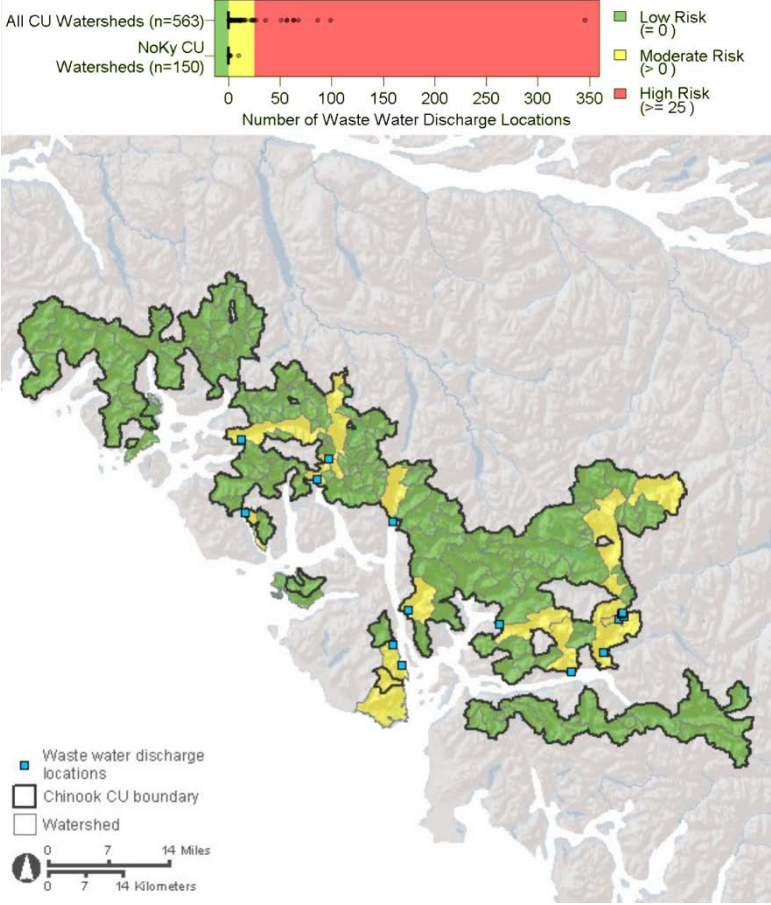 All CU Watersheds (n=563)
NoKy CU
Watersheds (n=150)
0 50 100 150 200 250 300 350
Number of Waste Water Discharge Locations
Low Risk
(= 0 )
Moderate Risk
(> 0 )
High Risk
(>= 25 )
Waste water discharge
locations
Chinook CU boundary
Watershed
0 7 14 Miles
0 7 14 Kilometers